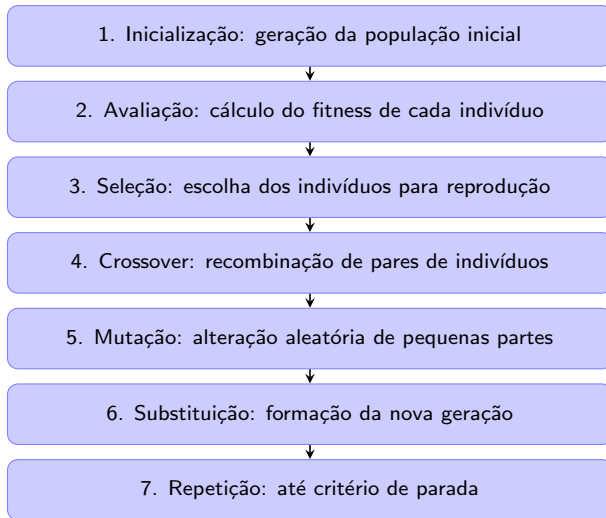 1. Inicialização: geração da população inicial
2. Avaliação: cálculo do fitness de cada indivíduo
3. Seleção: escolha dos indivíduos para reprodução
4. Crossover: recombinação de pares de indivíduos
5. Mutação: alteração aleatória de pequenas partes
6. Substituição: formação da nova geração
7. Repetição: até critério de parada